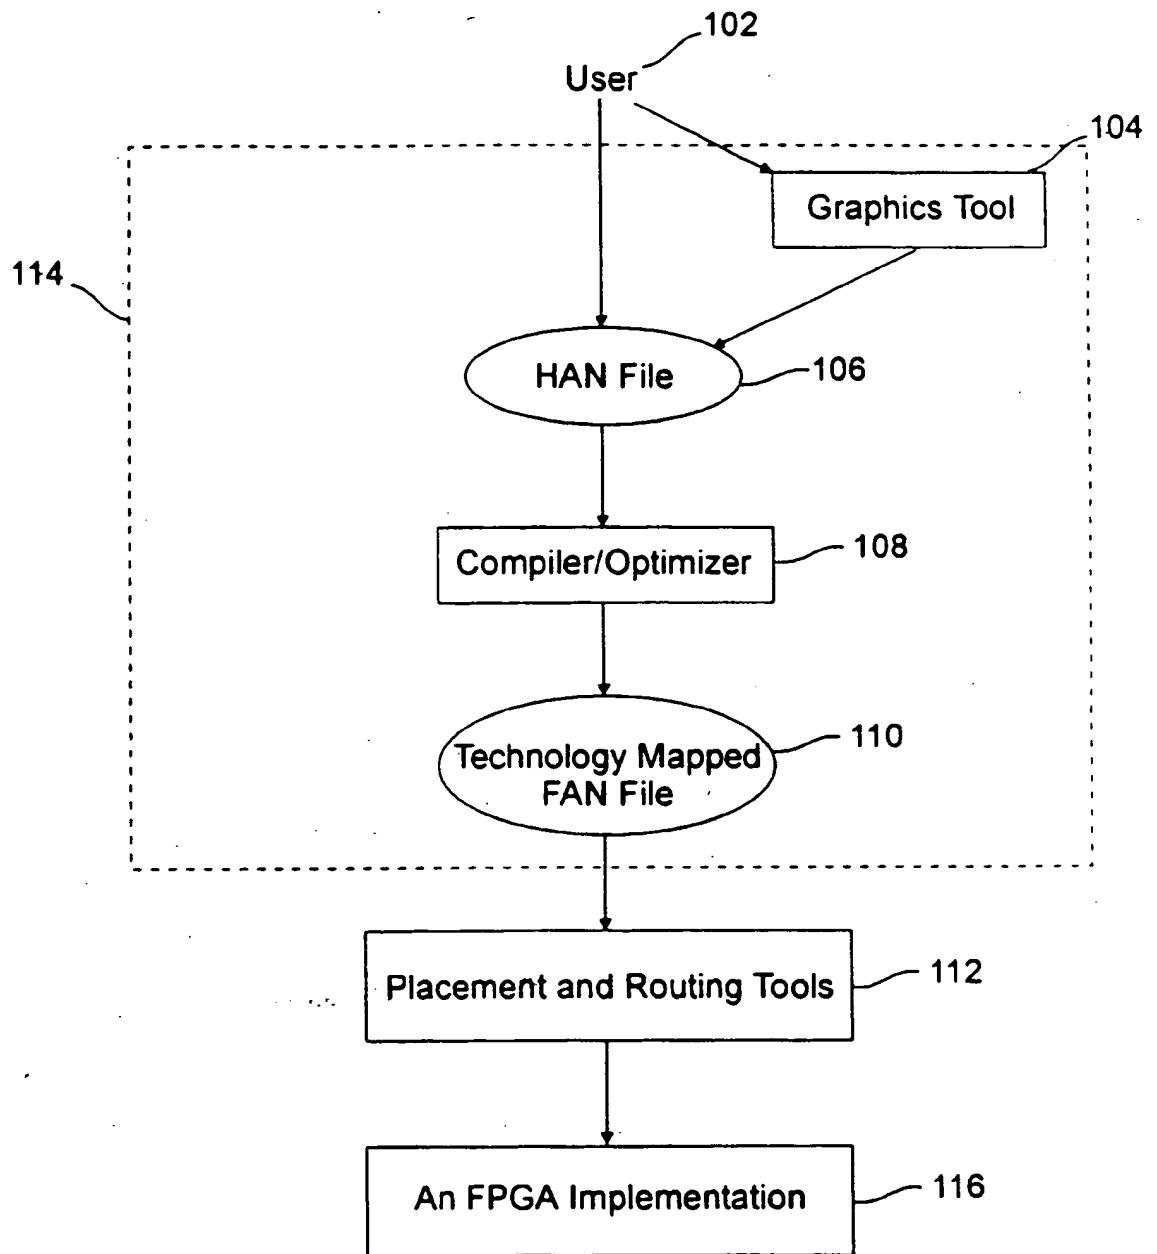 102
User
104
Graphics Tool
114
HAN File
106
Compiler/Optimizer
108
Technology Mapped
FAN File
110
Placement and Routing Tools
112
An FPGA Implementation
116